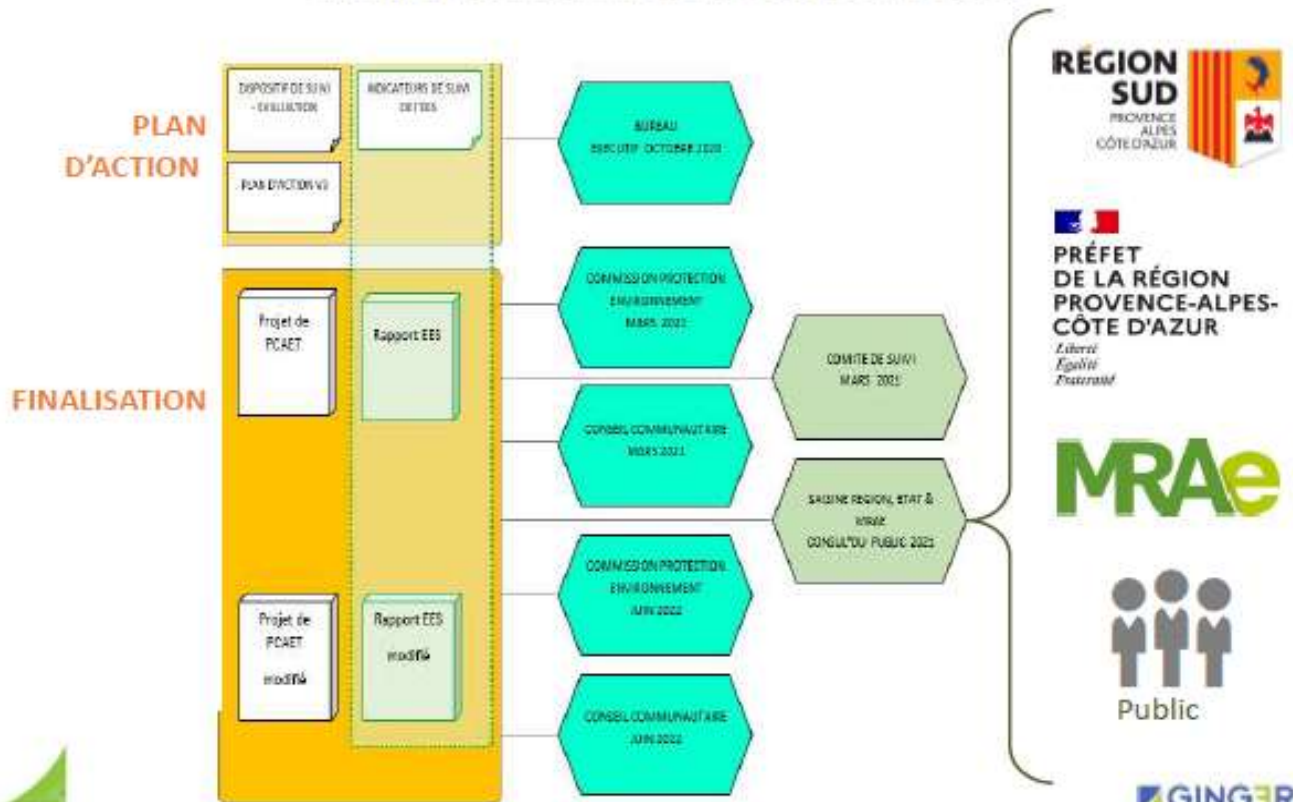 PLAN
D'ACTION
DISPOSITIF DE SUIVI
- EVALUATION
INDICATEURS DE SUIVI
DE l'EES
PLAN D'ACTION V3
BUREAU
EXECUTIF OCTOBRE 2020
FINALISATION
Projet de
PCAET
Rapport EES
COMMISSION PROTECTION
ENVIRONNEMENT
MARS 2021
COMITE DE SUIVI
MARS 2021
CONSEIL COMMUNAUTAIRE
MARS 2021
SAISINE REGION, ETAT &
MRAE
CONSUL° DU PUBLIC 2021
COMMISSION PROTECTION
ENVIRONNEMENT
JUIN 2022
Projet de
PCAET
modifié
Rapport EES
modifié
CONSEIL COMMUNAUTAIRE
JUIN 2022
RÉGION
SUD
PROVENCE
ALPES
CÔTE D'AZUR
PRÉFET
DE LA RÉGION
PROVENCE-ALPES-
CÔTE D'AZUR
Liberté
Égalité
Fraternité
MRAe
Public
GINGER